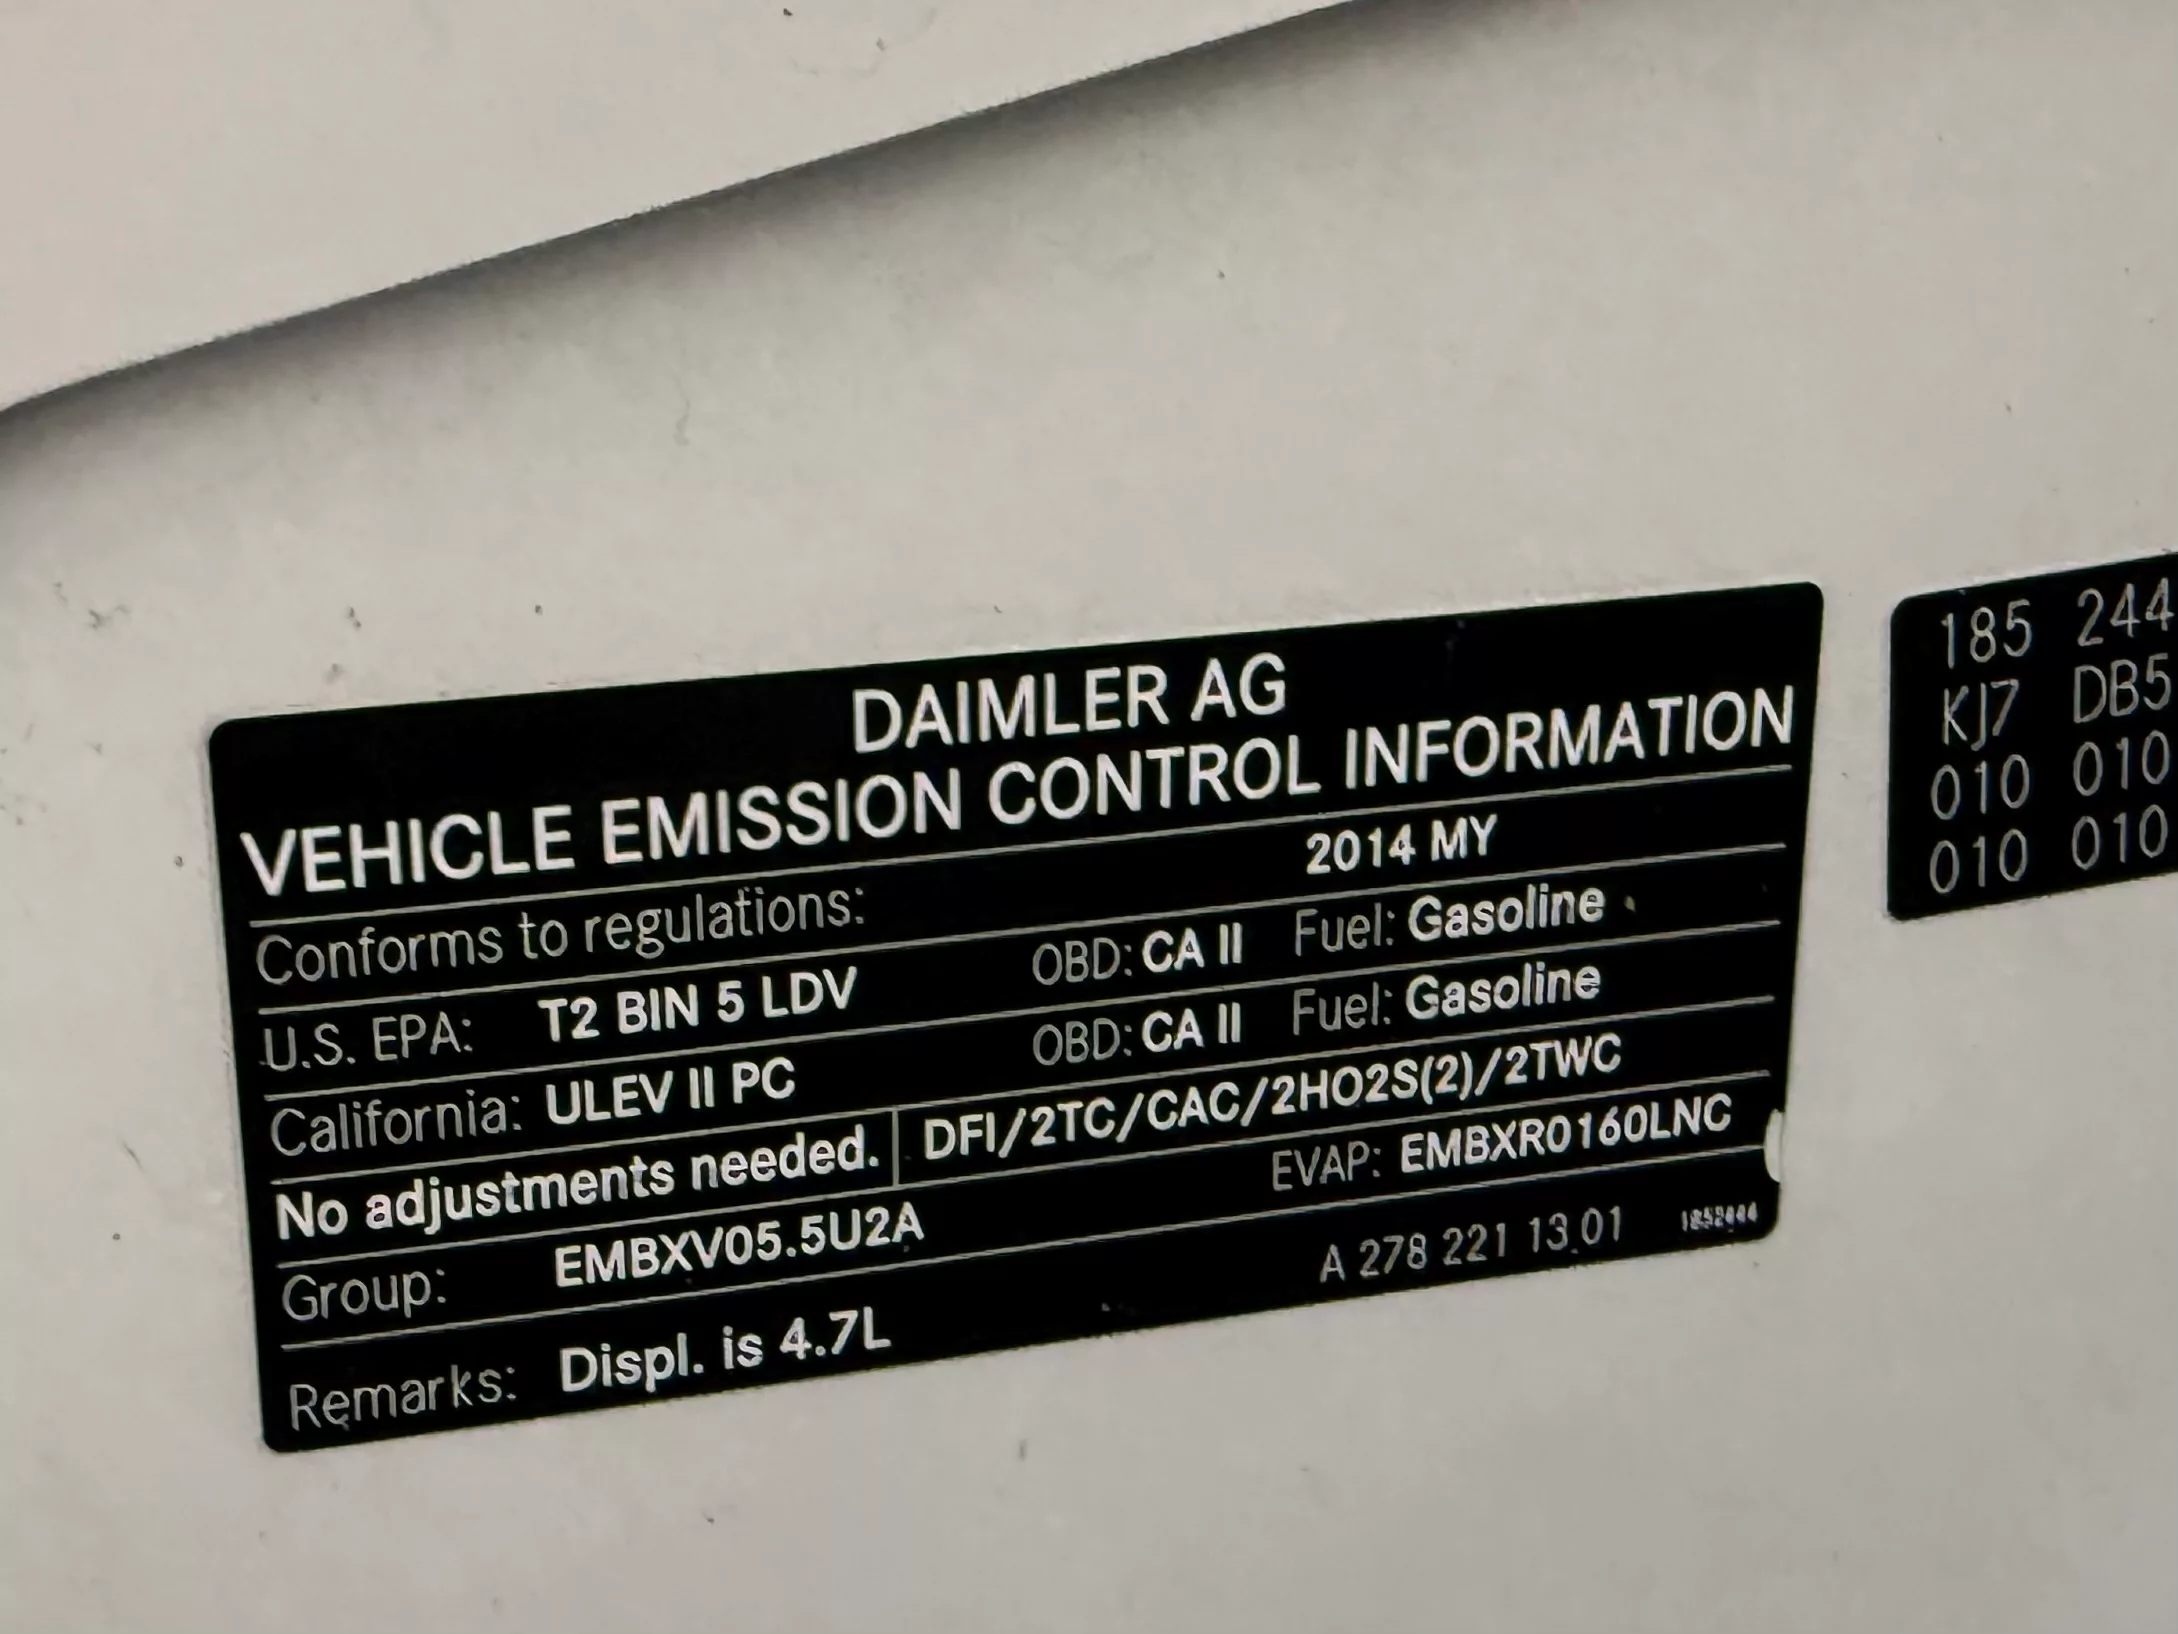 DAIMLER AG
VEHICLE EMISSION CONTROL INFORMATION
Conforms to regulations: 2014 MY
U.S. EPA: T2 BIN 5 LDV OBD: CA II Fuel: Gasoline
California: ULEV II PC OBD: CA II Fuel: Gasoline
No adjustments needed. DFI/2TC/CAC/2HO2S(2)/2TWC
Group: EMBXV05.5U2A EVAP: EMBXR0160LNC
Remarks: Displ. is 4.7L A 278 221 13 01 1852444
185 244
KJ7 DB5
010 010
010 010